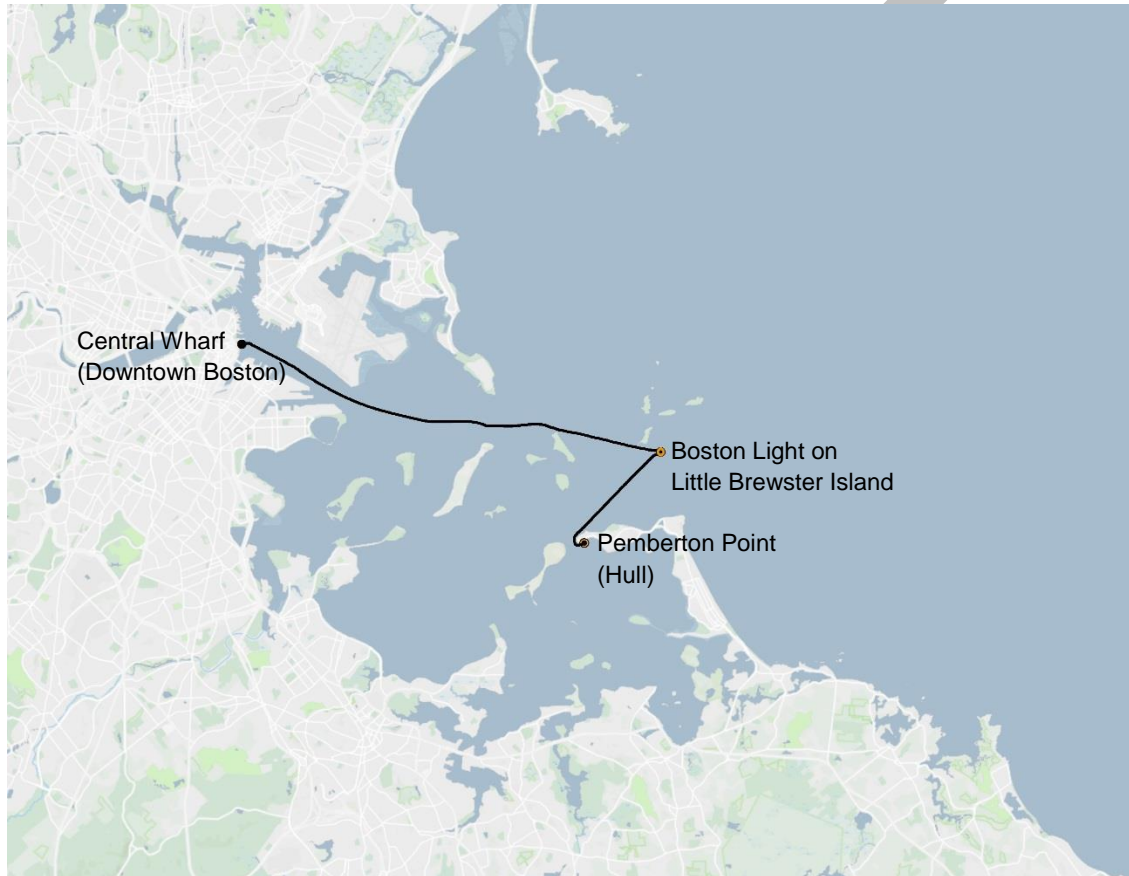 Central Wharf
(Downtown Boston)
Boston Light on
Little Brewster Island
Pemberton Point
(Hull)